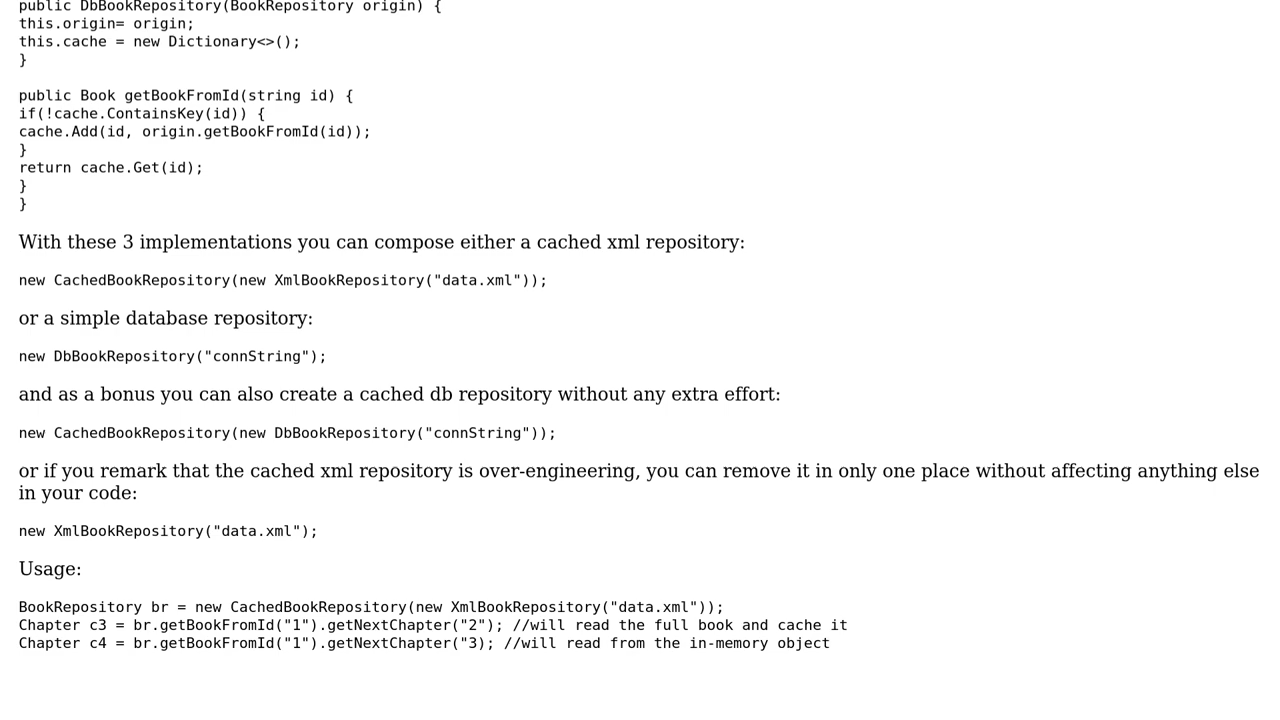 public DbBookRepository(BookRepository origin) {
this.origin= origin;
this.cache = new Dictionary<>();
}
public Book getBookFromId(string id) {
if(!cache.ContainsKey(id)) {
cache.Add(id, origin.getBookFromId(id));
}
return cache.Get(id);
}
}
With these 3 implementations you can compose either a cached xml repository:
new CachedBookRepository(new XmlBookRepository("data.xml"));
or a simple database repository:
new DbBookRepository("connString");
and as a bonus you can also create a cached db repository without any extra effort:
new CachedBookRepository(new DbBookRepository("connString"));
or if you remark that the cached xml repository is over-engineering, you can remove it in only one place without affecting anything else
in your code:
new XmlBookRepository("data.xml");
Usage:
BookRepository br = new CachedBookRepository(new XmlBookRepository("data.xml"));
Chapter c3 = br.getBookFromId("1").getNextChapter("2"); //will read the full book and cache it
Chapter c4 = br.getBookFromId("1").getNextChapter("3); //will read from the in-memory object